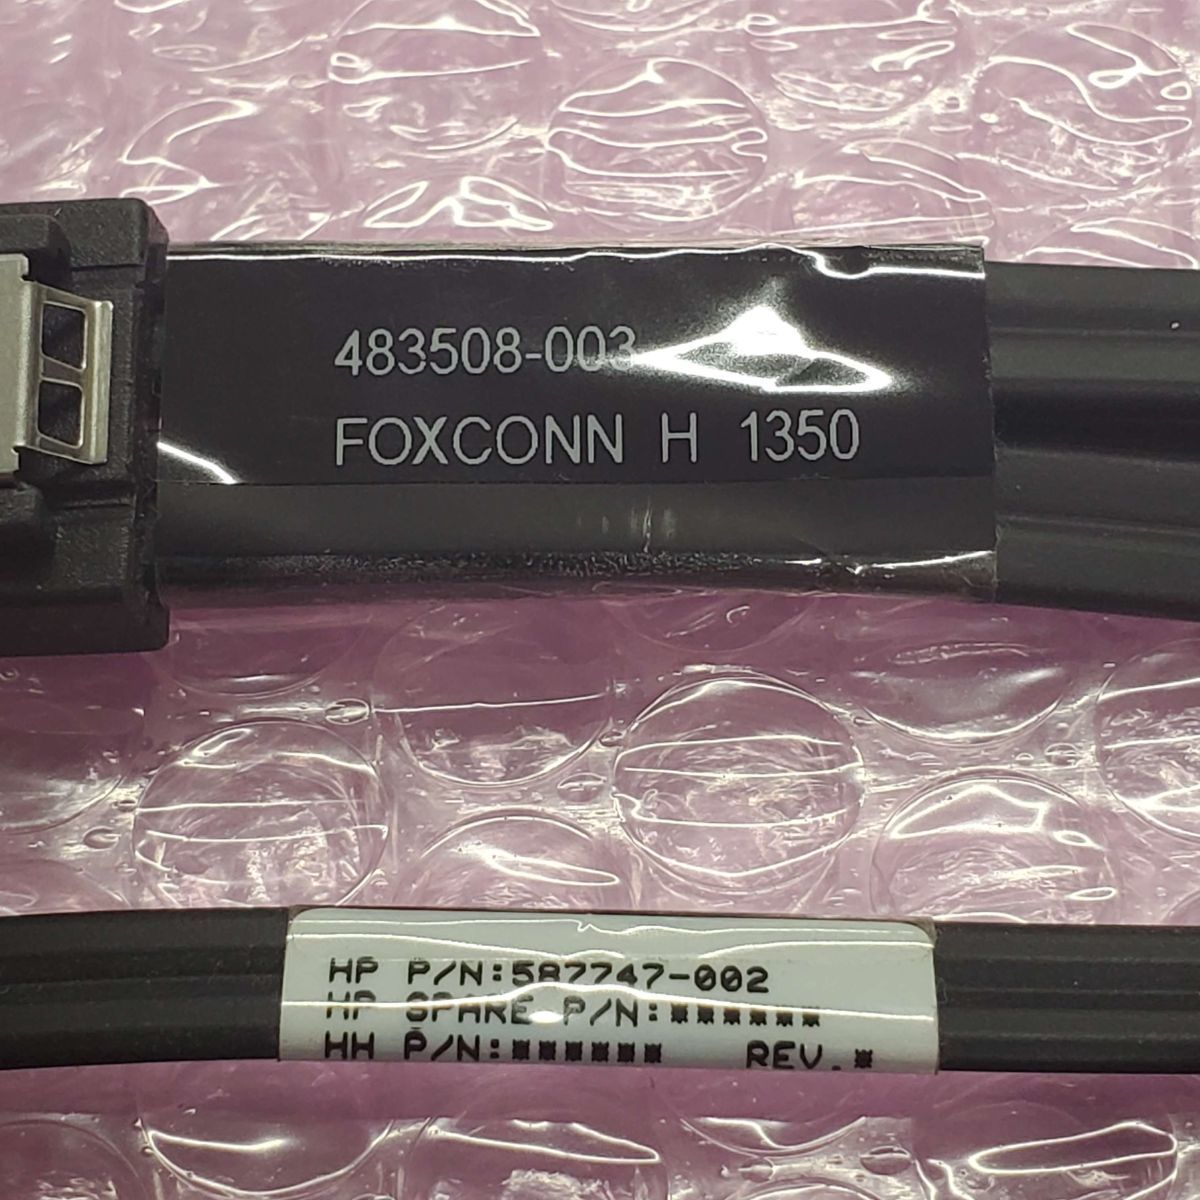 483508-003
FOXCONN H 1350
HP P/N:587747-002
HP SPARE P/N:******
HH P/N:****** REV.*